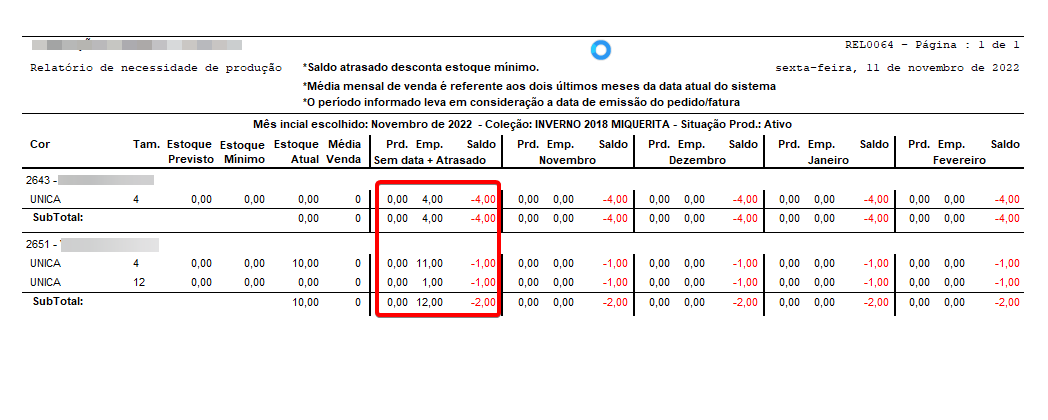 REL0064 - Página : 1 de 1
Relatório de necessidade de produção *Saldo atrasado desconta estoque mínimo. sexta-feira, 11 de novembro de 2022
*Média mensal de venda é referente aos dois últimos meses da data atual do sistema
*O período informado leva em consideração a data de emissão do pedido/fatura
Mês incial escolhido: Novembro de 2022 - Coleção: INVERNO 2018 MIQUERITA - Situação Prod.: Ativo
Cor Tam. Estoque Estoque Estoque Média Prd. Emp. Saldo Prd. Emp. Saldo Prd. Emp. Saldo Prd. Emp. Saldo Prd. Emp. Saldo
Previsto Minimo Atual Venda Sem data + Atrasado Novembro Dezembro Janeiro Fevereiro
2643 -
UNICA 4 0,00 0,00 0,00 0 0,00 4,00 -4,00 0,00 0,00 -4,00 0,00 0,00 -4,00 0,00 0,00 -4,00 0,00 0,00 -4,00
SubTotal: 0,00 0 0,00 4,00 -4,00 0,00 0,00 -4,00 0,00 0,00 -4,00 0,00 0,00 -4,00 0,00 0,00 -4,00
2651 -
UNICA 4 0,00 0,00 10,00 0 0,00 11,00 -1,00 0,00 0,00 -1,00 0,00 0,00 -1,00 0,00 0,00 -1,00 0,00 0,00 -1,00
UNICA 12 0,00 0,00 0,00 0 0,00 1,00 -1,00 0,00 0,00 -1,00 0,00 0,00 -1,00 0,00 0,00 -1,00 0,00 0,00 -1,00
SubTotal: 10,00 0 0,00 12,00 -2,00 0,00 0,00 -2,00 0,00 0,00 -2,00 0,00 0,00 -2,00 0,00 0,00 -2,00